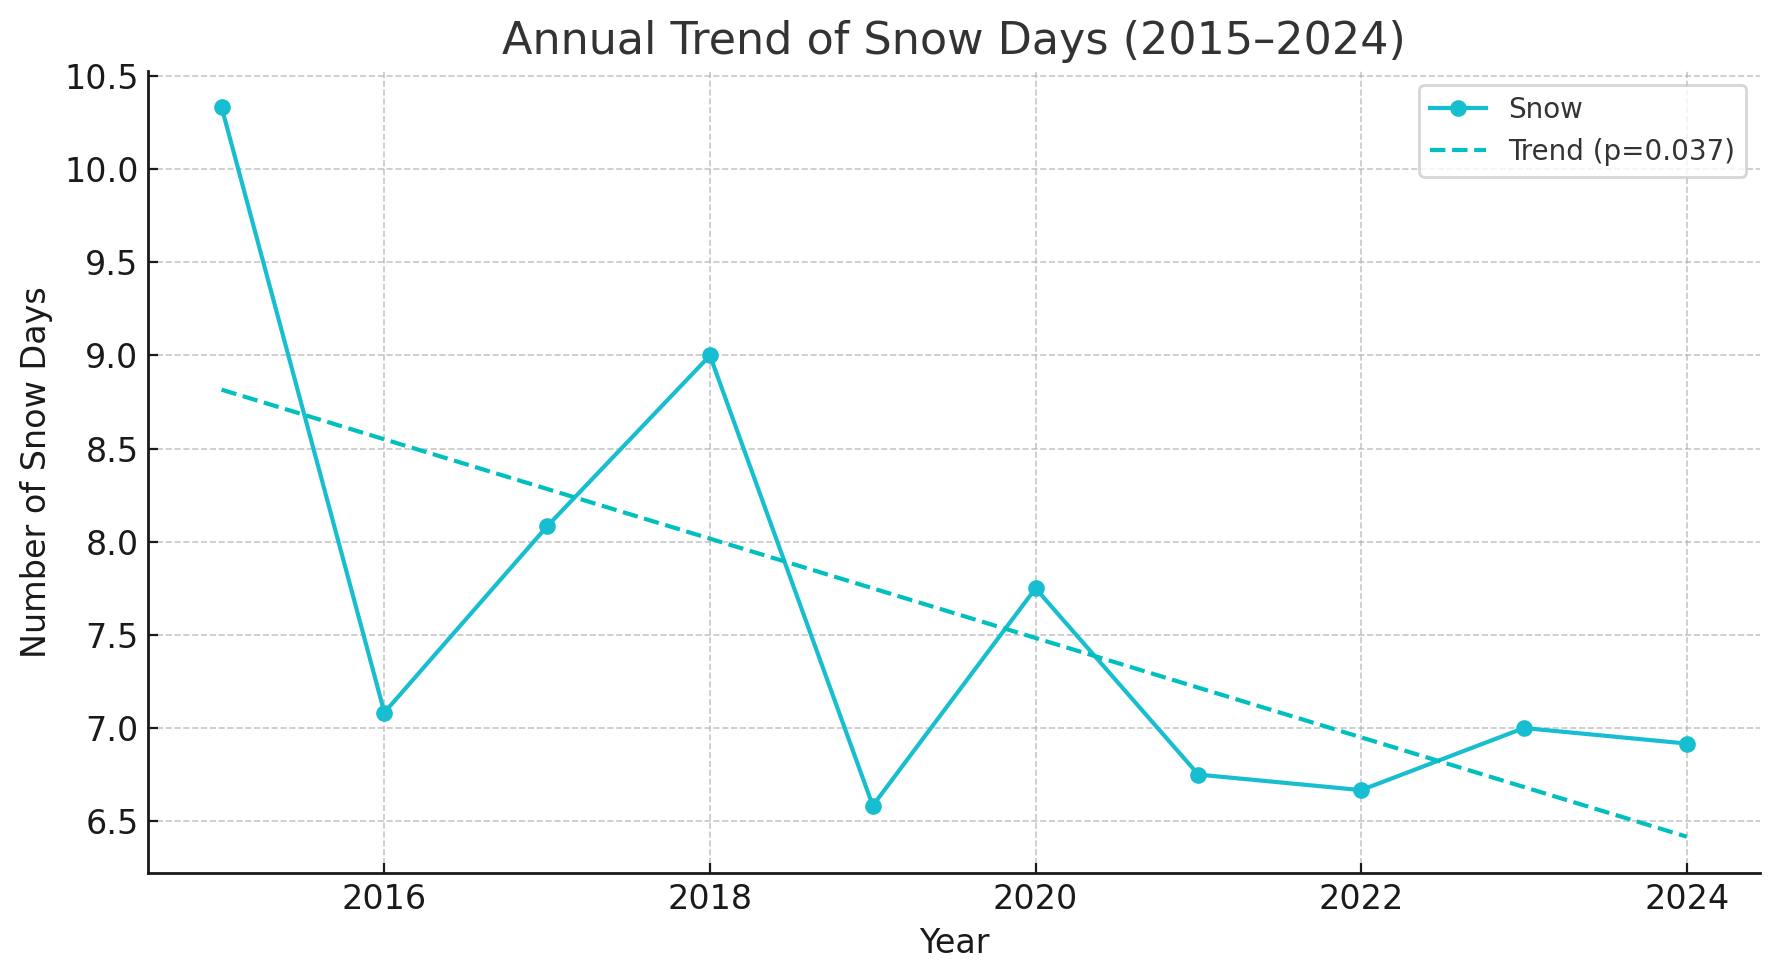 Annual Trend of Snow Days (2015–2024)
Snow
Trend (p=0.037)
Number of Snow Days
10.5
10.0
9.5
9.0
8.5
8.0
7.5
7.0
6.5
2016
2018
2020
2022
2024
Year